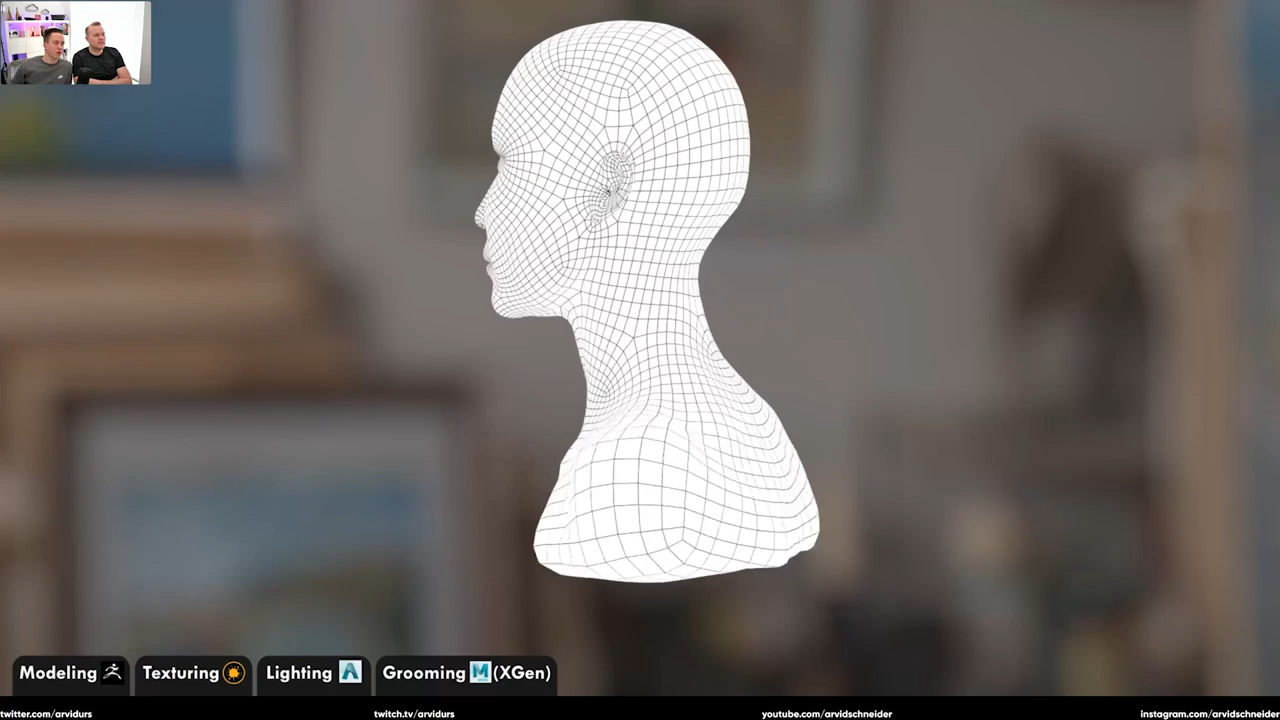 Modeling Texturing Lighting A Grooming M (XGen)
twitter.com/arvidurs twitch.tv/arvidurs youtube.com/arvidschneider instagram.com/arvidschneider